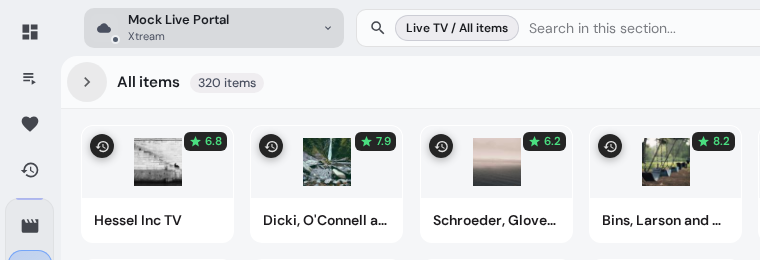 Mock Live Portal
Xtream
Live TV / All items
Search in this section...
All items
320 items
6.8
7.9
6.2
8.2
Hessel Inc TV
Dicki, O'Connell a...
Schroeder, Glove...
Bins, Larson and ...